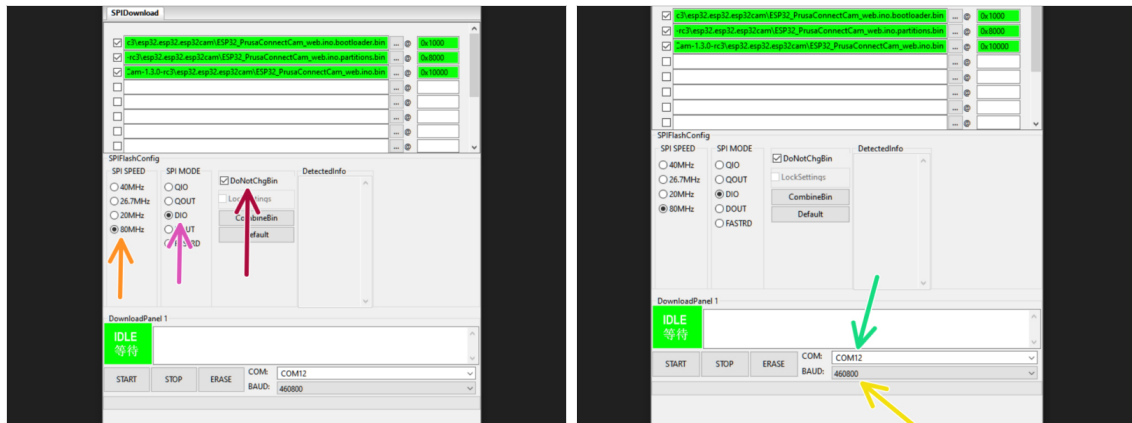 SPIDownload
c3\esp32.esp32.esp32cam\ESP32_PrusaConnectCam_web.ino.bootloader.bin ... @ 0x1000
-rc3\esp32.esp32.esp32cam\ESP32_PrusaConnectCam_web.ino.partitions.bin ... @ 0x8000
Cam-1.3.0-rc3\esp32.esp32.esp32cam\ESP32_PrusaConnectCam_web.ino.bin ... @ 0x10000
... @
... @
... @
... @
... @
SPIFlashConfig
SPI SPEED SPI MODE DetectedInfo
40MHz QIO DoNotChgBin
26.7MHz QOUT
20MHz DIO CombineBin
80MHz
DownloadPanel 1
IDLE
等待
START STOP ERASE COM: COM12
BAUD: 460800
c3\esp32.esp32.esp32cam\ESP32_PrusaConnectCam_web.ino.bootloader.bin ... @ 0x1000
-rc3\esp32.esp32.esp32cam\ESP32_PrusaConnectCam_web.ino.partitions.bin ... @ 0x8000
Cam-1.3.0-rc3\esp32.esp32.esp32cam\ESP32_PrusaConnectCam_web.ino.bin ... @ 0x10000
... @
... @
... @
... @
... @
SPIFlashConfig
SPI SPEED SPI MODE DetectedInfo
40MHz QIO DoNotChgBin
26.7MHz QOUT LockSettings
20MHz DIO CombineBin
80MHz DOUT Default
FASTRD
DownloadPanel 1
IDLE
等待
START STOP ERASE COM: COM12
BAUD: 460800